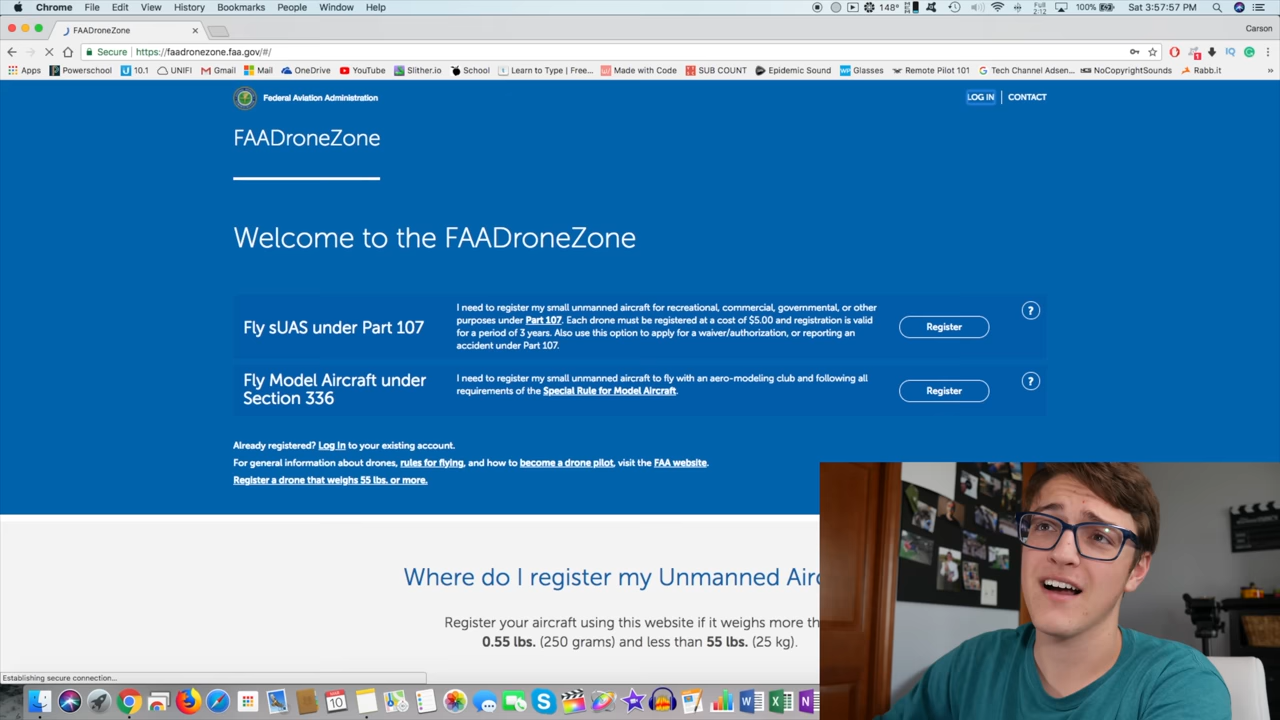 Chrome File Edit View History Bookmarks People Window Help
148° Full 2:12 100% Sat 3:57:57 PM
FAADroneZone
Carson
Secure https://faadronezone.faa.gov/#/
Apps Powerschool 10.1 UNIFI Gmail Mail OneDrive YouTube Slither.io School Learn to Type | Free... Made with Code SUB COUNT Epidemic Sound Glasses Remote Pilot 101 Tech Channel Adsen... NoCopyrightSounds Rabb.it »
Federal Aviation Administration
LOG IN CONTACT
FAADroneZone
Welcome to the FAADroneZone
Fly sUAS under Part 107
I need to register my small unmanned aircraft for recreational, commercial, governmental, or other
purposes under Part 107. Each drone must be registered at a cost of $5.00 and registration is valid
for a period of 3 years. Also use this option to apply for a waiver/authorization, or reporting an
accident under Part 107.
Register
?
Fly Model Aircraft under
Section 336
I need to register my small unmanned aircraft to fly with an aero-modeling club and following all
requirements of the Special Rule for Model Aircraft.
Register
?
Already registered? Log In to your existing account.
For general information about drones, rules for flying, and how to become a drone pilot, visit the FAA website.
Register a drone that weighs 55 lbs. or more.
Where do I register my Unmanned Airc
Register your aircraft using this website if it weighs more th
0.55 lbs. (250 grams) and less than 55 lbs. (25 kg).
Establishing secure connection...